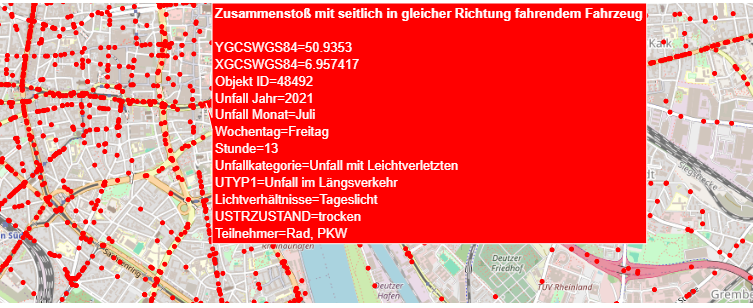 Zusammenstoß mit seitlich in gleicher Richtung fahrendem Fahrzeug
YGCSWGS84=50.9353
XGCSWGS84=6.957417
Objekt ID=48492
Unfall Jahr=2021
Unfall Monat=Juli
Wochentag=Freitag
Stunde=13
Unfallkategorie=Unfall mit Leichtverletzten
UTYP1=Unfall im Längsverkehr
Lichtverhältnisse=Tageslicht
USTRZUSTAND=trocken
Teilnehmer=Rad, PKW
Kalk
Sachsenring
Deutzer
Hafen
Deutzer
Friedhof
TÜV Rheinland
Gremb